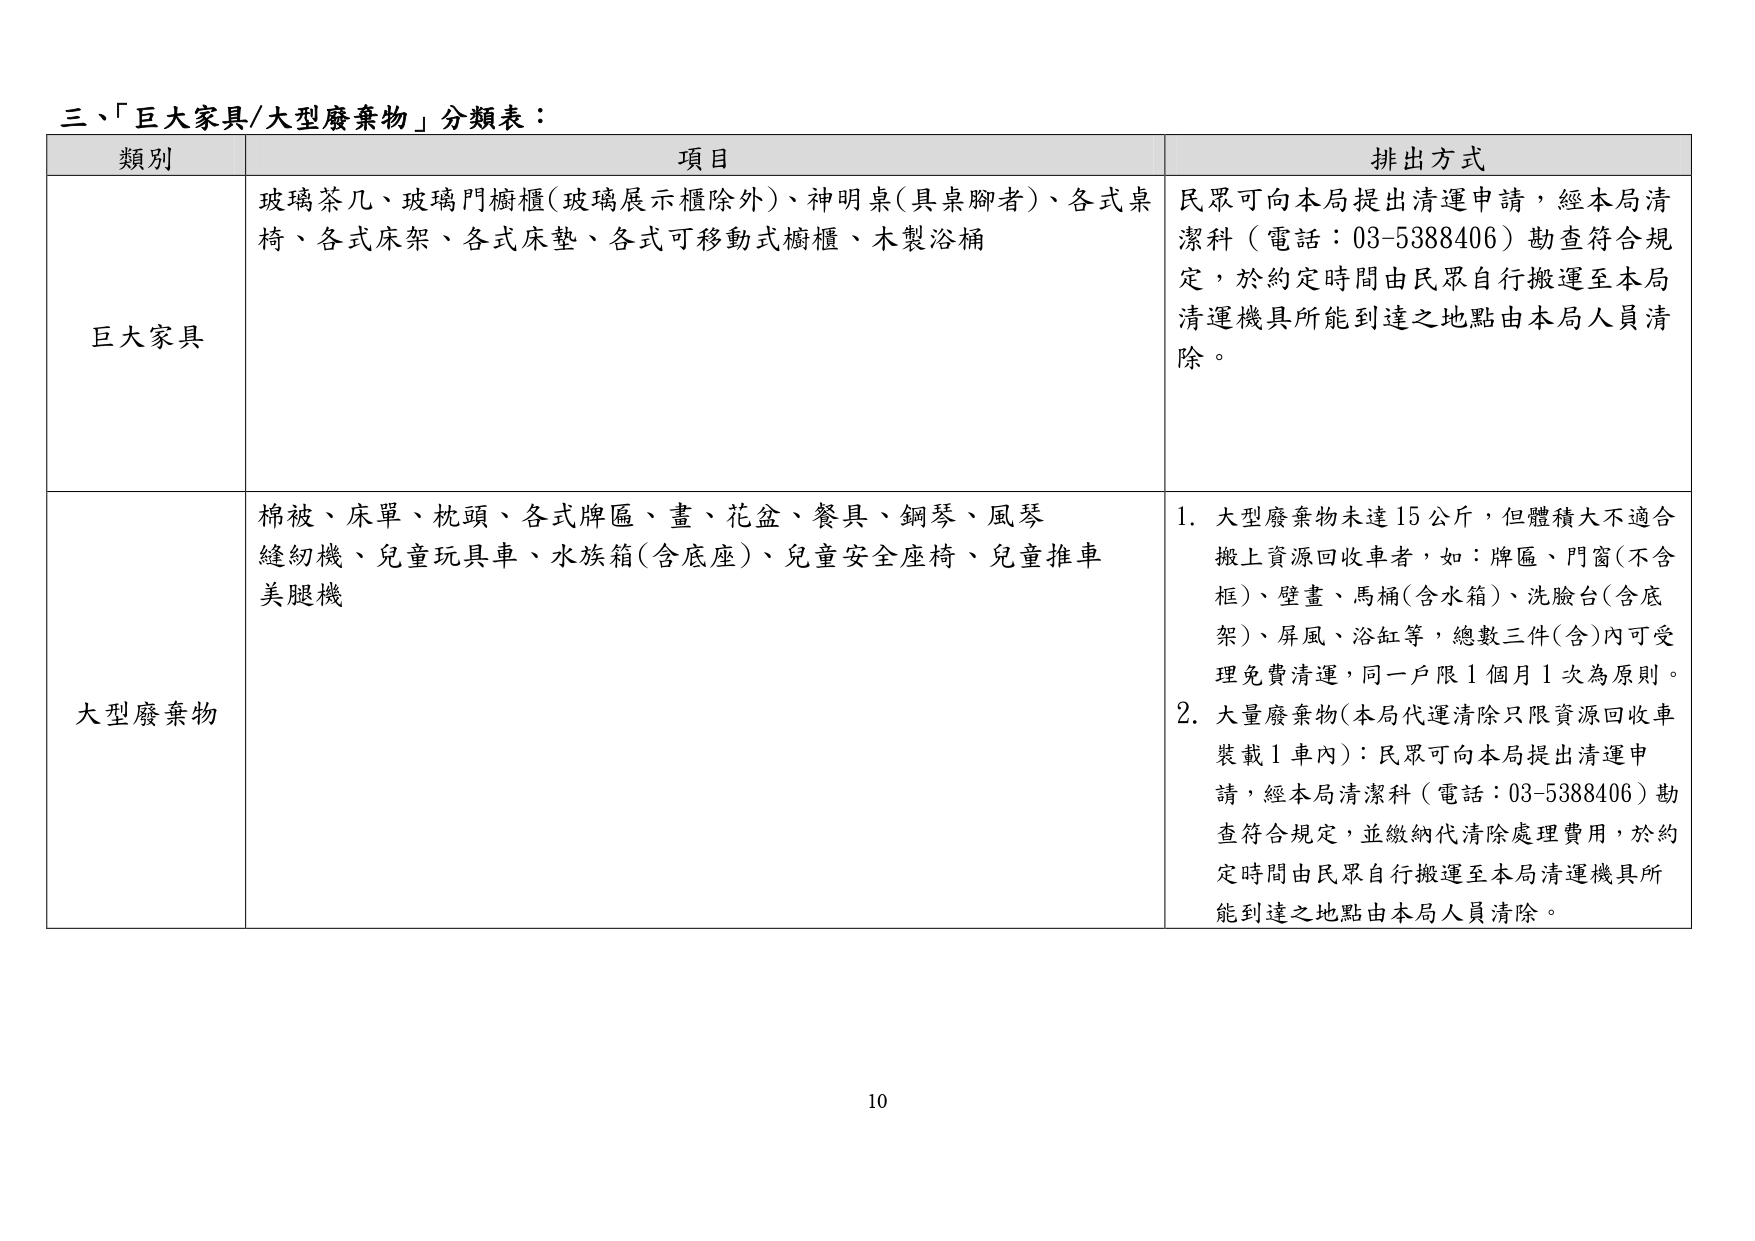 三、「巨大家具/大型廢棄物」分類表：
類別 項目 排出方式
巨大家具
玻璃茶几、玻璃門櫥櫃(玻璃展示櫃除外)、神明桌(具桌腳者)、各式桌
椅、各式床架、各式床墊、各式可移動式櫥櫃、木製浴桶
民眾可向本局提出清運申請，經本局清
潔科（電話：03-5388406）勘查符合規
定，於約定時間由民眾自行搬運至本局
清運機具所能到達之地點由本局人員清
除。
大型廢棄物
棉被、床單、枕頭、各式牌匾、畫、花盆、餐具、鋼琴、風琴
縫紉機、兒童玩具車、水族箱(含底座)、兒童安全座椅、兒童推車
美腿機
1. 大型廢棄物未達 15 公斤，但體積大不適合
搬上資源回收車者，如：牌匾、門窗(不含
框)、壁畫、馬桶(含水箱)、洗臉台(含底
架)、屏風、浴缸等，總數三件(含)內可受
理免費清運，同一戶限 1 個月 1 次為原則。
2. 大量廢棄物(本局代運清除只限資源回收車
裝載 1 車內)：民眾可向本局提出清運申
請，經本局清潔科（電話：03-5388406）勘
查符合規定，並繳納代清除處理費用，於約
定時間由民眾自行搬運至本局清運機具所
能到達之地點由本局人員清除。
10